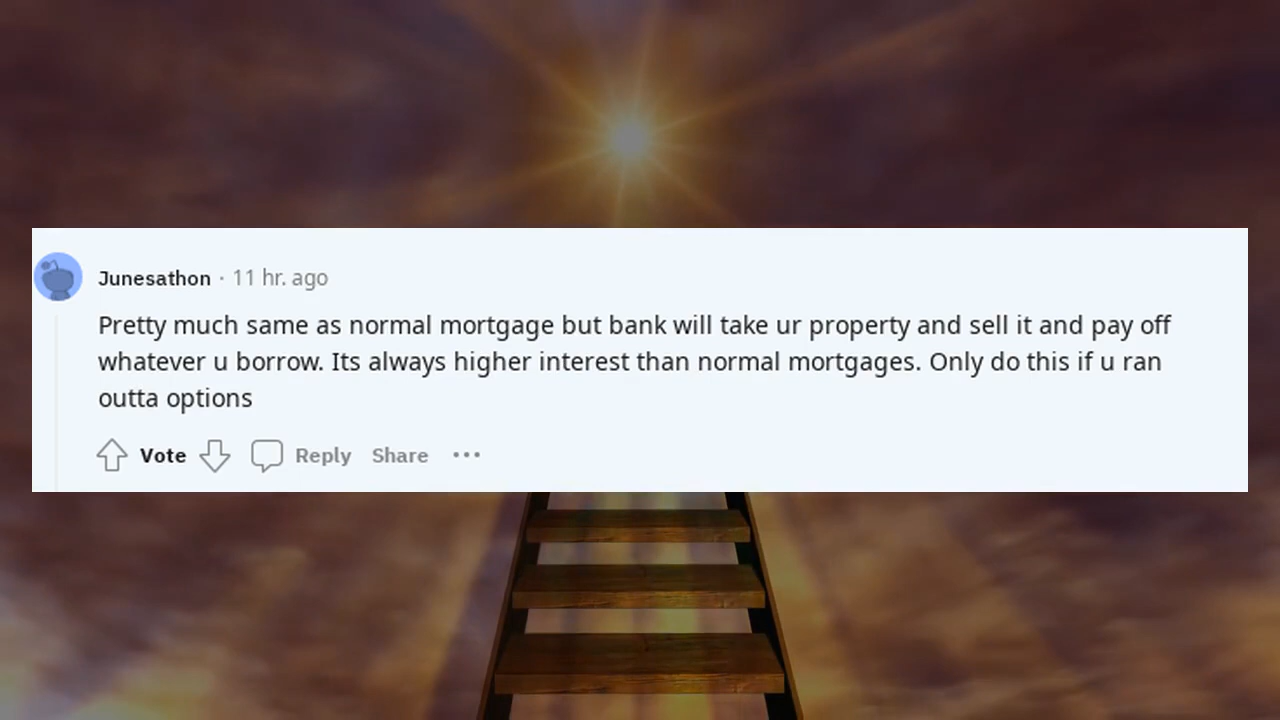 Junesathon · 11 hr. ago
Pretty much same as normal mortgage but bank will take ur property and sell it and pay off
whatever u borrow. Its always higher interest than normal mortgages. Only do this if u ran
outta options
Vote Reply Share